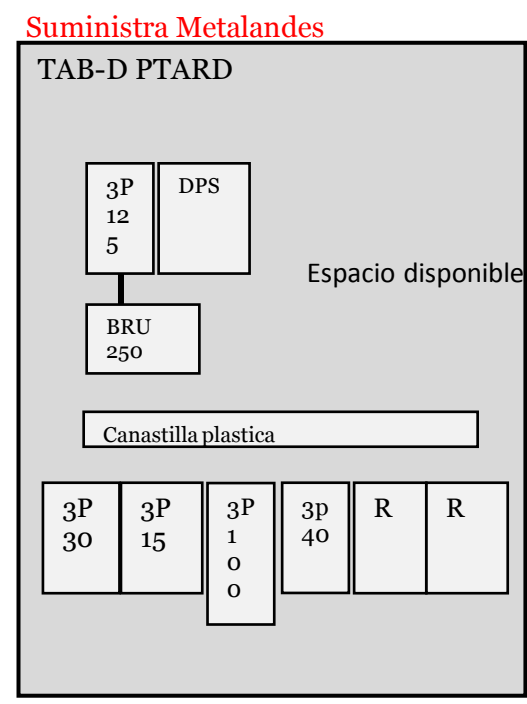 Suministra Metalandes
TAB-D PTARD
3P
12
5
DPS
Espacio disponible
BRU
250
Canastilla plastica
3P
30
3P
15
3P
1
0
0
3p
40
R
R